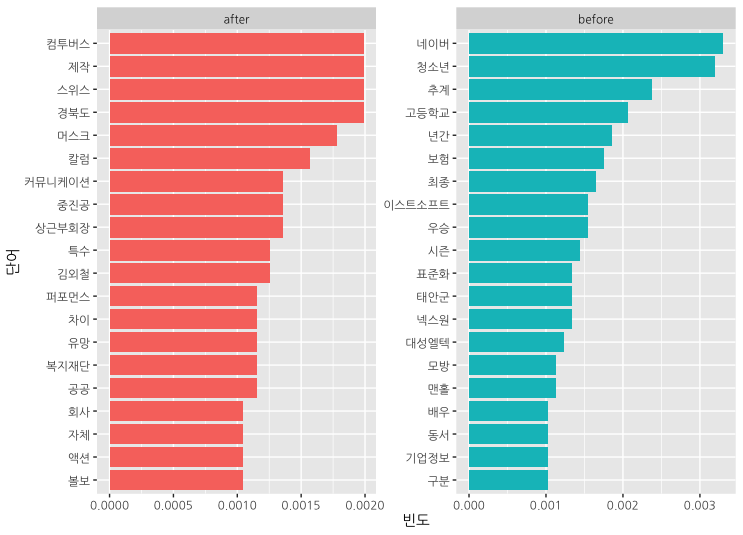 after
before
컴투버스
제작
스위스
경북도
머스크
칼럼
커뮤니케이션
중진공
상근부회장
특수
김외철
퍼포먼스
차이
유망
복지재단
공공
회사
자체
액션
볼보
네이버
청소년
추계
고등학교
년간
보험
최종
이스트소프트
우승
시즌
표준화
태안군
넥스원
대성엘텍
모방
맨홀
배우
동서
기업정보
구분
단어
0.0000 0.0005 0.0010 0.0015 0.0020
0.000 0.001 0.002 0.003
빈도